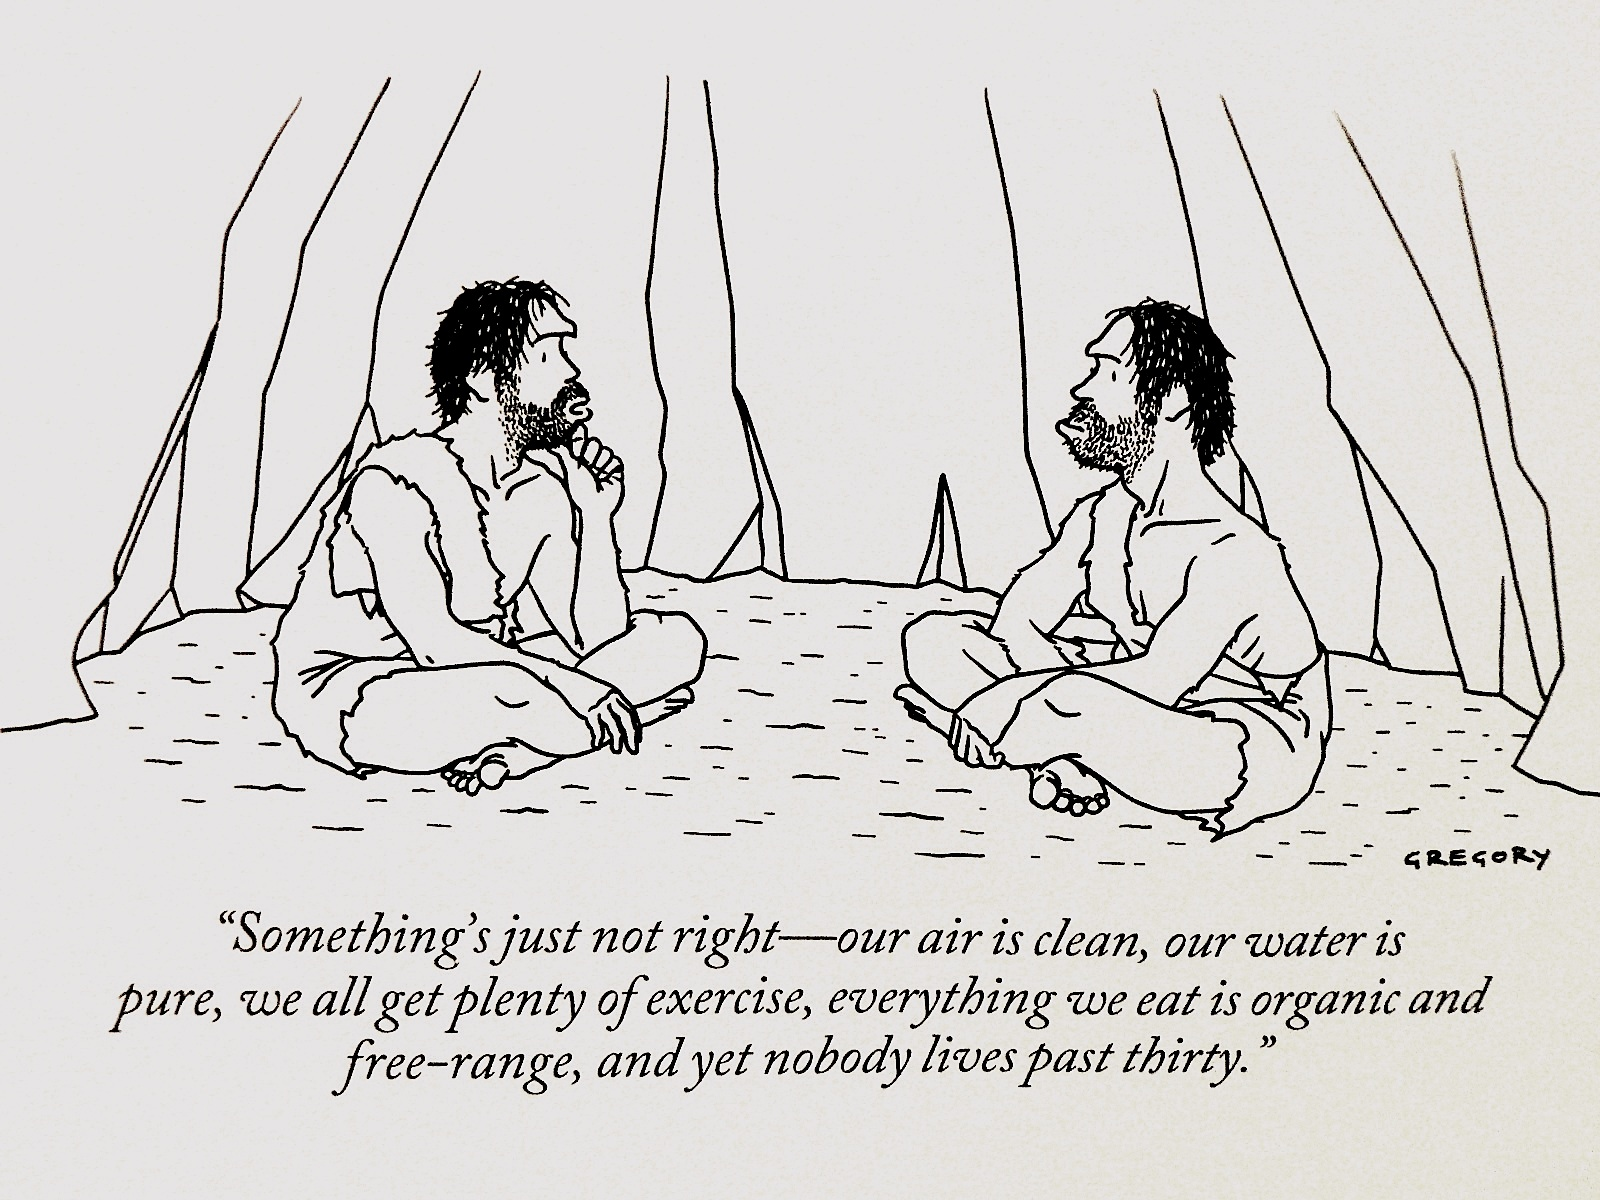 GREGORY
“Something’s just not right—our air is clean, our water is
pure, we all get plenty of exercise, everything we eat is organic and
free-range, and yet nobody lives past thirty.”